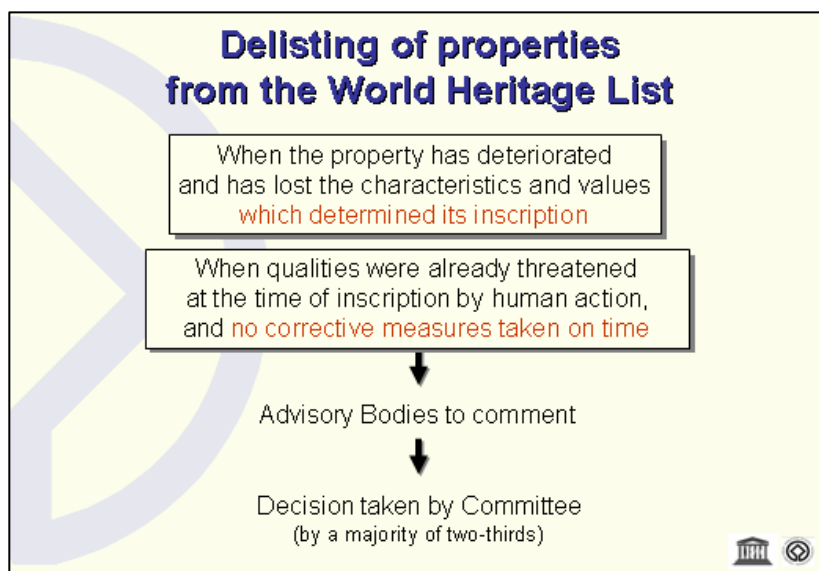 Delisting of properties
from the World Heritage List
When the property has deteriorated
and has lost the characteristics and values
which determined its inscription
When qualities were already threatened
at the time of inscription by human action,
and no corrective measures taken on time
Advisory Bodies to comment
Decision taken by Committee
(by a majority of two-thirds)